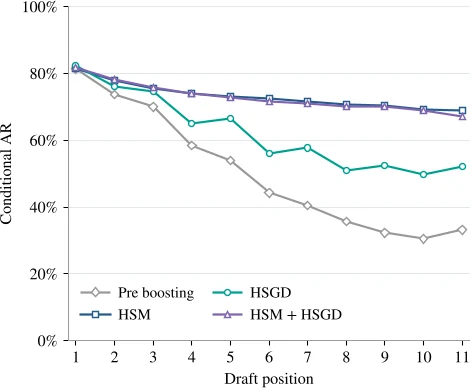 100%
80%
60%
40%
20%
0%
Conditional AR
Pre boosting
HSGD
HSM
HSM + HSGD
1 2 3 4 5 6 7 8 9 10 11
Draft position